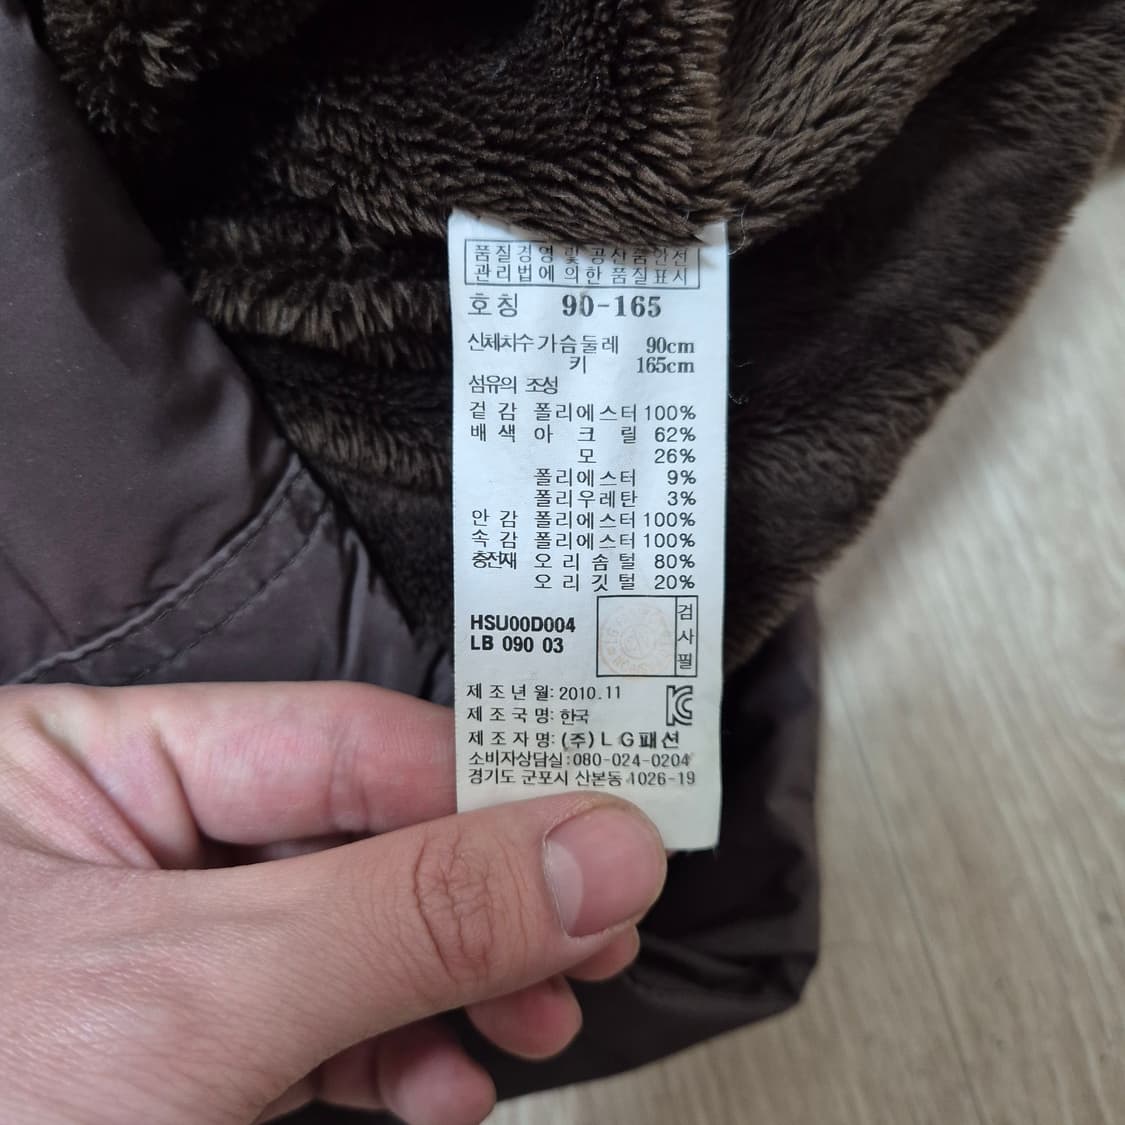 품질경영 및 공산품안전
관리법에 의한 품질표시
호칭 90-165
신체치수 가슴둘레 90cm
키 165cm
섬유의 조성
겉감 폴리에스터 100%
배색 아크릴 62%
모 26%
폴리에스터 9%
폴리우레탄 3%
안감 폴리에스터 100%
속감 폴리에스터 100%
충전재 오리솜털 80%
오리깃털 20%
HSU00D004
LB 090 03
검사필
제조년월: 2010.11
제조국명: 한국
제조자명: (주)LG패션
소비자상담실:080-024-0204
경기도 군포시 산본동 1026-19